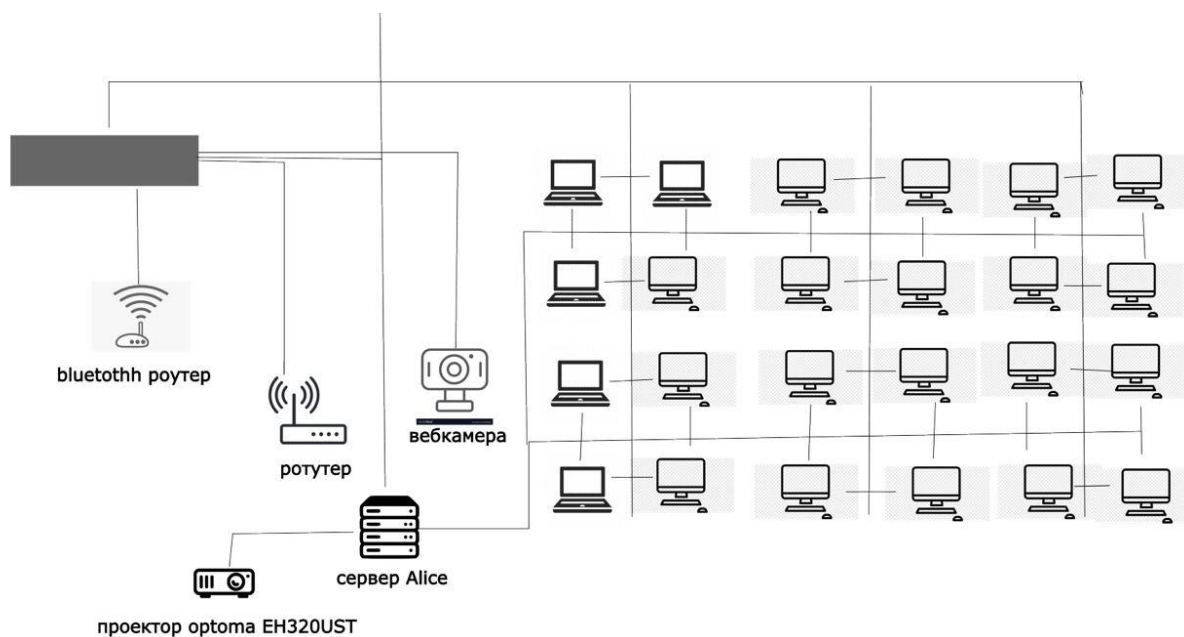 bluetothh роутер
ротутер
вебкамера
сервер Alice
проектор optoma EH320UST